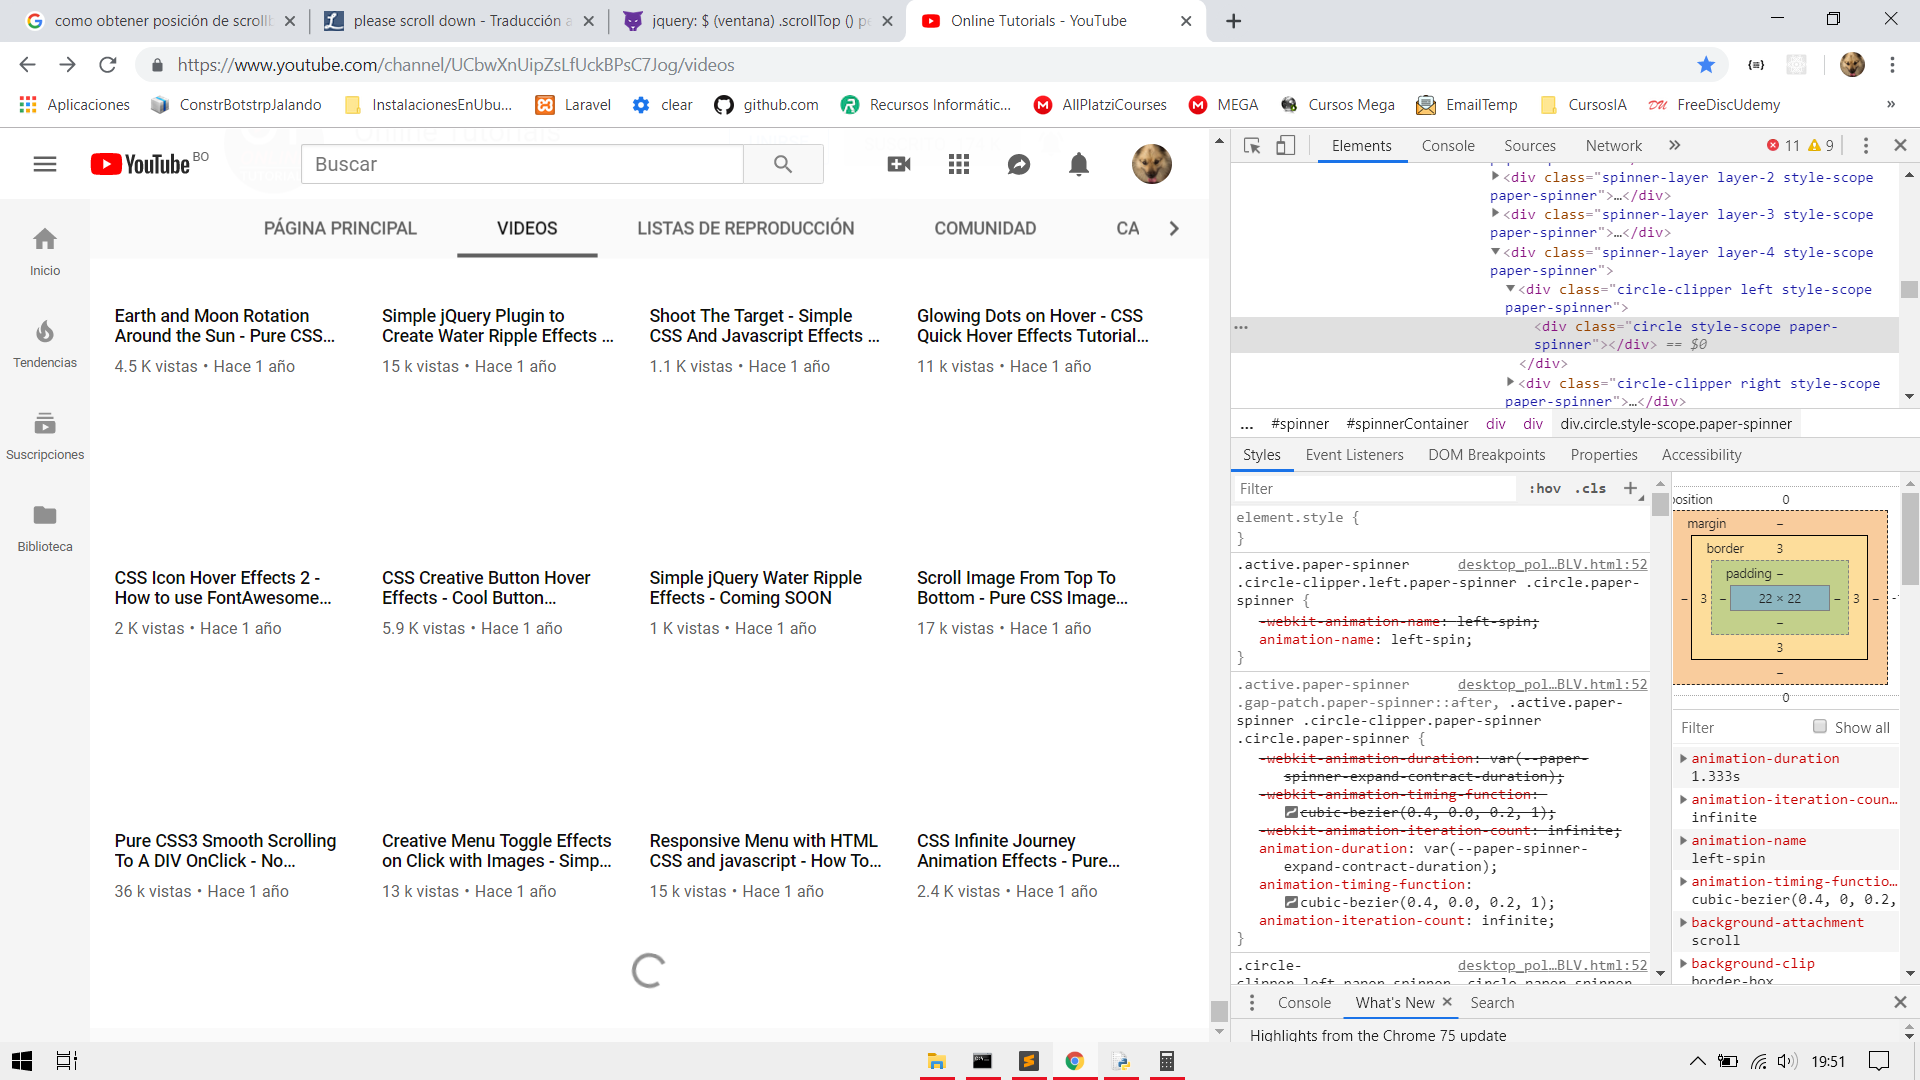 como obtener posición de scrollb
please scroll down - Traducción a
jquery: $ (ventana) .scrollTop () pe
Online Tutorials - YouTube
https://www.youtube.com/channel/UCbwXnUipZsLfUckBPsC7Jog/videos
Aplicaciones
ConstrBotstrpJalando
InstalacionesEnUbu...
Laravel
clear
github.com
Recursos Informátic...
AllPlatziCourses
MEGA
Cursos Mega
EmailTemp
CursosIA
FreeDiscUdemy
»
Online Tutorials
YouTube BO
Buscar
Inicio
Tendencias
Suscripciones
Biblioteca
PÁGINA PRINCIPAL
VIDEOS
LISTAS DE REPRODUCCIÓN
COMUNIDAD
CA
Earth and Moon Rotation
Around the Sun - Pure CSS...
4.5 K vistas • Hace 1 año
Simple jQuery Plugin to
Create Water Ripple Effects ...
15 k vistas • Hace 1 año
Shoot The Target - Simple
CSS And Javascript Effects ...
1.1 K vistas • Hace 1 año
Glowing Dots on Hover - CSS
Quick Hover Effects Tutorial...
11 k vistas • Hace 1 año
CSS Icon Hover Effects 2 -
How to use FontAwesome...
2 K vistas • Hace 1 año
CSS Creative Button Hover
Effects - Cool Button...
5.9 K vistas • Hace 1 año
Simple jQuery Water Ripple
Effects - Coming SOON
1 K vistas • Hace 1 año
Scroll Image From Top To
Bottom - Pure CSS Image...
17 k vistas • Hace 1 año
Pure CSS3 Smooth Scrolling
To A DIV OnClick - No...
36 k vistas • Hace 1 año
Creative Menu Toggle Effects
on Click with Images - Simp...
13 k vistas • Hace 1 año
Responsive Menu with HTML
CSS and javascript - How To...
15 k vistas • Hace 1 año
CSS Infinite Journey
Animation Effects - Pure...
2.4 K vistas • Hace 1 año
Elements
Console
Sources
Network
»
11
9
<div class="spinner-layer layer-2 style-scope
paper-spinner">…</div>
<div class="spinner-layer layer-3 style-scope
paper-spinner">…</div>
<div class="spinner-layer layer-4 style-scope
paper-spinner">
<div class="circle-clipper left style-scope
paper-spinner">
<div class="circle style-scope paper-
spinner"></div> == $0
</div>
<div class="circle-clipper right style-scope
paper-spinner">…</div>
... #spinner #spinnerContainer div div div.circle.style-scope.paper-spinner
Styles
Event Listeners
DOM Breakpoints
Properties
Accessibility
Filter
:hov .cls +
element.style {
}
.active.paper-spinner desktop_pol…BLV.html:52
.circle-clipper.left.paper-spinner .circle.paper-
spinner {
-webkit-animation-name: left-spin;
animation-name: left-spin;
}
.active.paper-spinner desktop_pol…BLV.html:52
.gap-patch.paper-spinner::after, .active.paper-
spinner .circle-clipper.paper-spinner
.circle.paper-spinner {
-webkit-animation-duration: var(--paper-
spinner-expand-contract-duration);
-webkit-animation-timing-function:
cubic-bezier(0.4, 0.0, 0.2, 1);
-webkit-animation-iteration-count: infinite;
animation-duration: var(--paper-spinner-
expand-contract-duration);
animation-timing-function:
cubic-bezier(0.4, 0.0, 0.2, 1);
animation-iteration-count: infinite;
}
.circle- desktop_pol…BLV.html:52
clipper.left.paper-spinner .circle.paper-spinner
position 0
margin –
border 3
padding –
– 3 – 22 × 22 – 3 –
–
3
–
0
Filter
Show all
animation-duration
1.333s
animation-iteration-coun…
infinite
animation-name
left-spin
animation-timing-functio…
cubic-bezier(0.4, 0, 0.2,
background-attachment
scroll
background-clip
border-box
Console
What's New
Search
Highlights from the Chrome 75 update
19:51